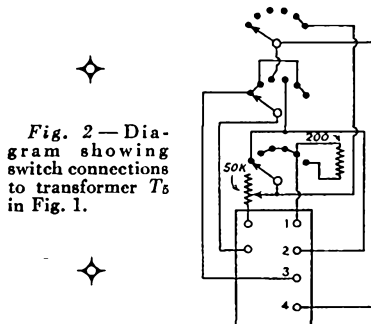 Fig. 2 — Dia-
gram showing
switch connections
to transformer T5
in Fig. 1.
200
50K
1
2
3
4